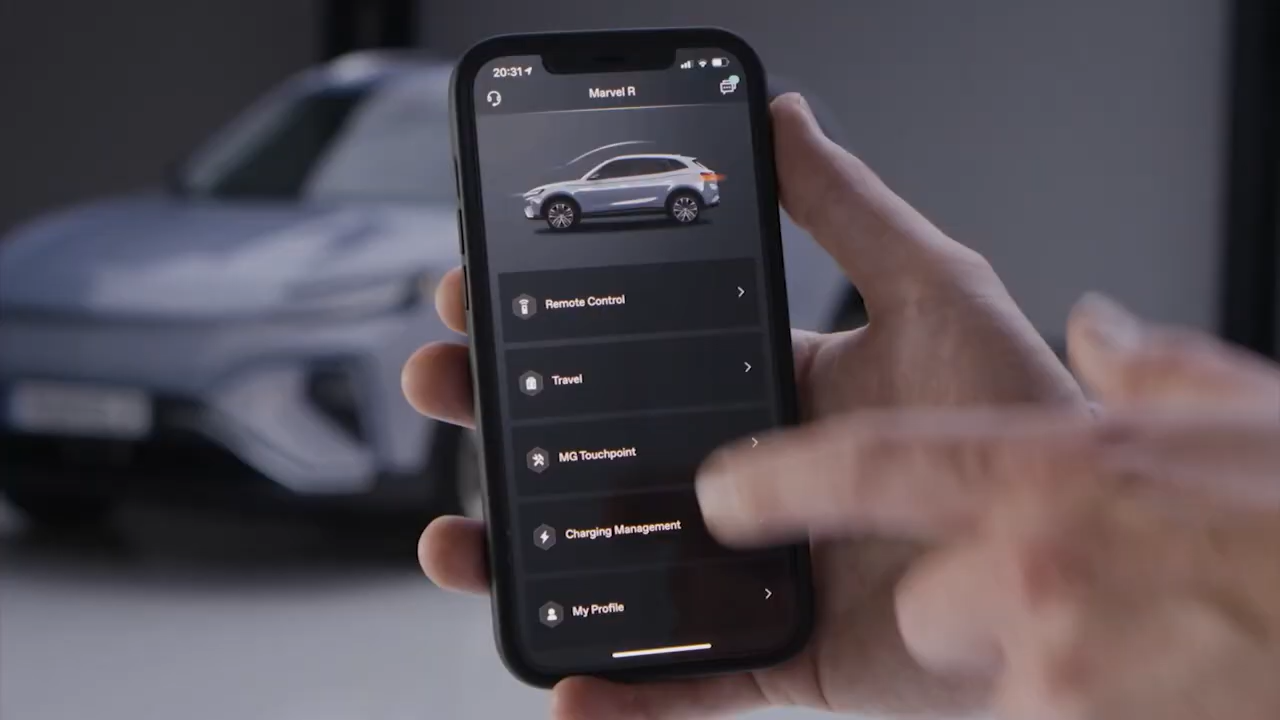 20:31
Marvel R
Remote Control
Travel
MG Touchpoint
Charging Management
My Profile